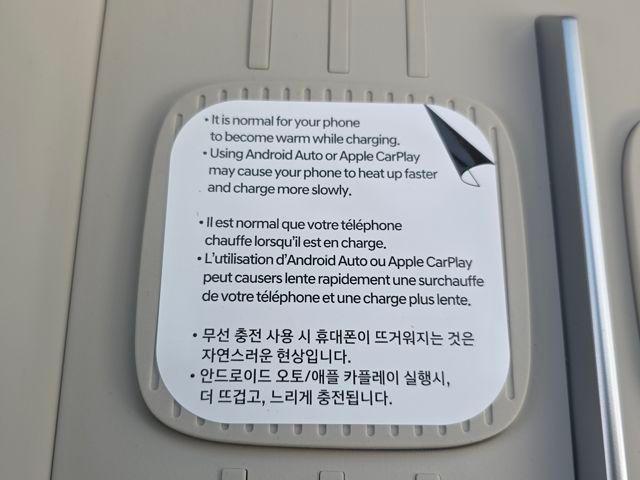 • It is normal for your phone
to become warm while charging.
• Using Android Auto or Apple CarPlay
may cause your phone to heat up faster
and charge more slowly.
• Il est normal que votre téléphone
chauffe lorsqu'il est en charge.
• L'utilisation d'Android Auto ou Apple CarPlay
peut causers lente rapidement une surchauffe
de votre téléphone et une charge plus lente.
• 무선 충전 사용 시 휴대폰이 뜨거워지는 것은
자연스러운 현상입니다.
• 안드로이드 오토/애플 카플레이 실행시,
더 뜨겁고, 느리게 충전됩니다.